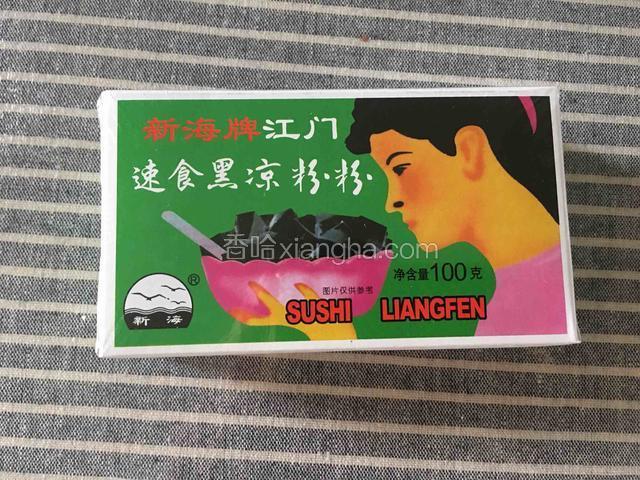 新海牌江门
速食黑凉粉粉
香哈xiangha.com
净含量100克
图片仅供参考
SUSHI LIANGFEN
®
新海